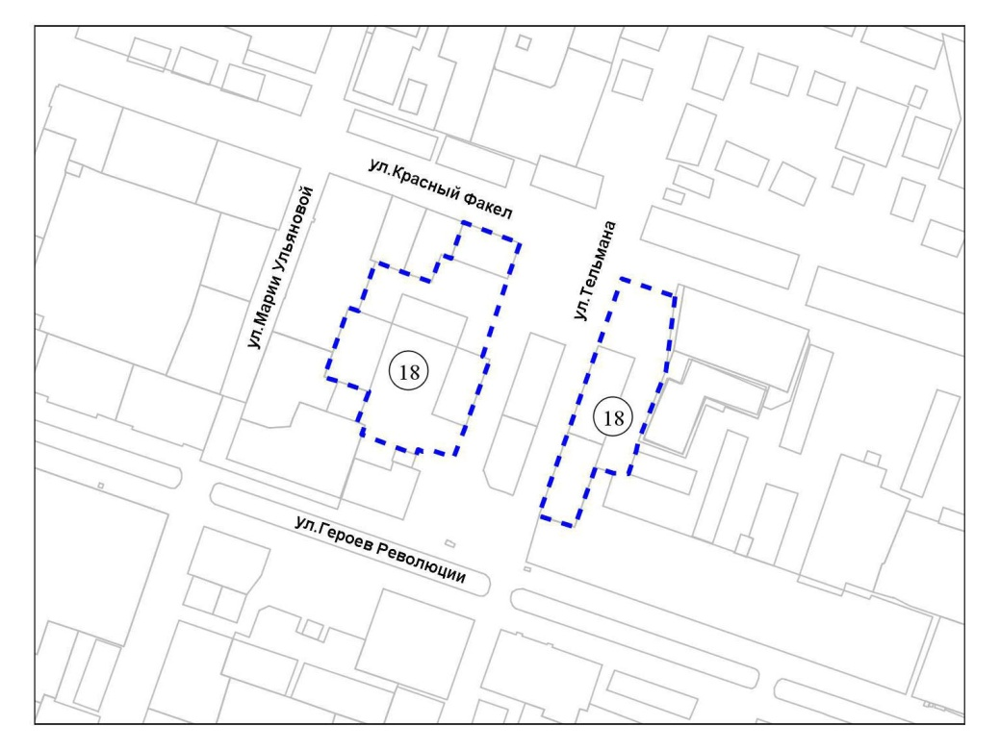 ул.Красный Факел
ул.Марии Ульяновой
ул.Тельмана
18
18
ул.Героев Революции